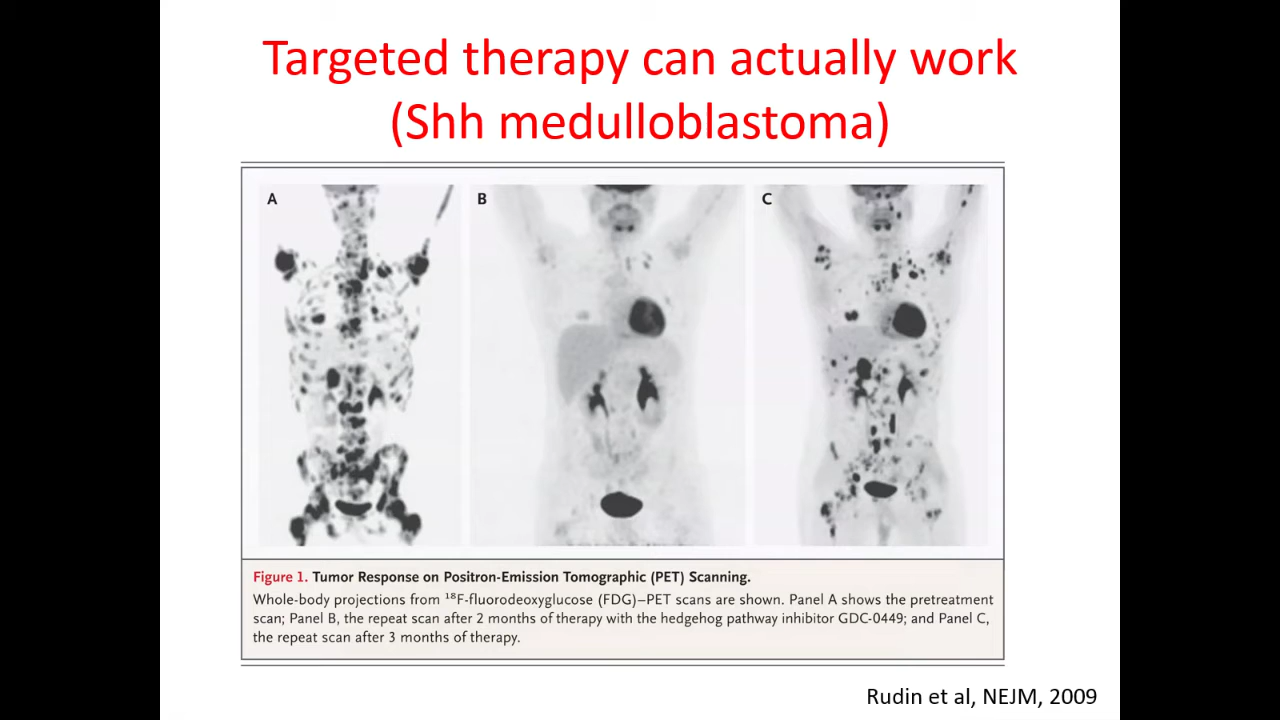 Targeted therapy can actually work
(Shh medulloblastoma)
A
B
C
Figure 1. Tumor Response on Positron-Emission Tomographic (PET) Scanning.
Whole-body projections from ¹⁸F-fluorodeoxyglucose (FDG)–PET scans are shown. Panel A shows the pretreatment
scan; Panel B, the repeat scan after 2 months of therapy with the hedgehog pathway inhibitor GDC-0449; and Panel C,
the repeat scan after 3 months of therapy.
Rudin et al, NEJM, 2009